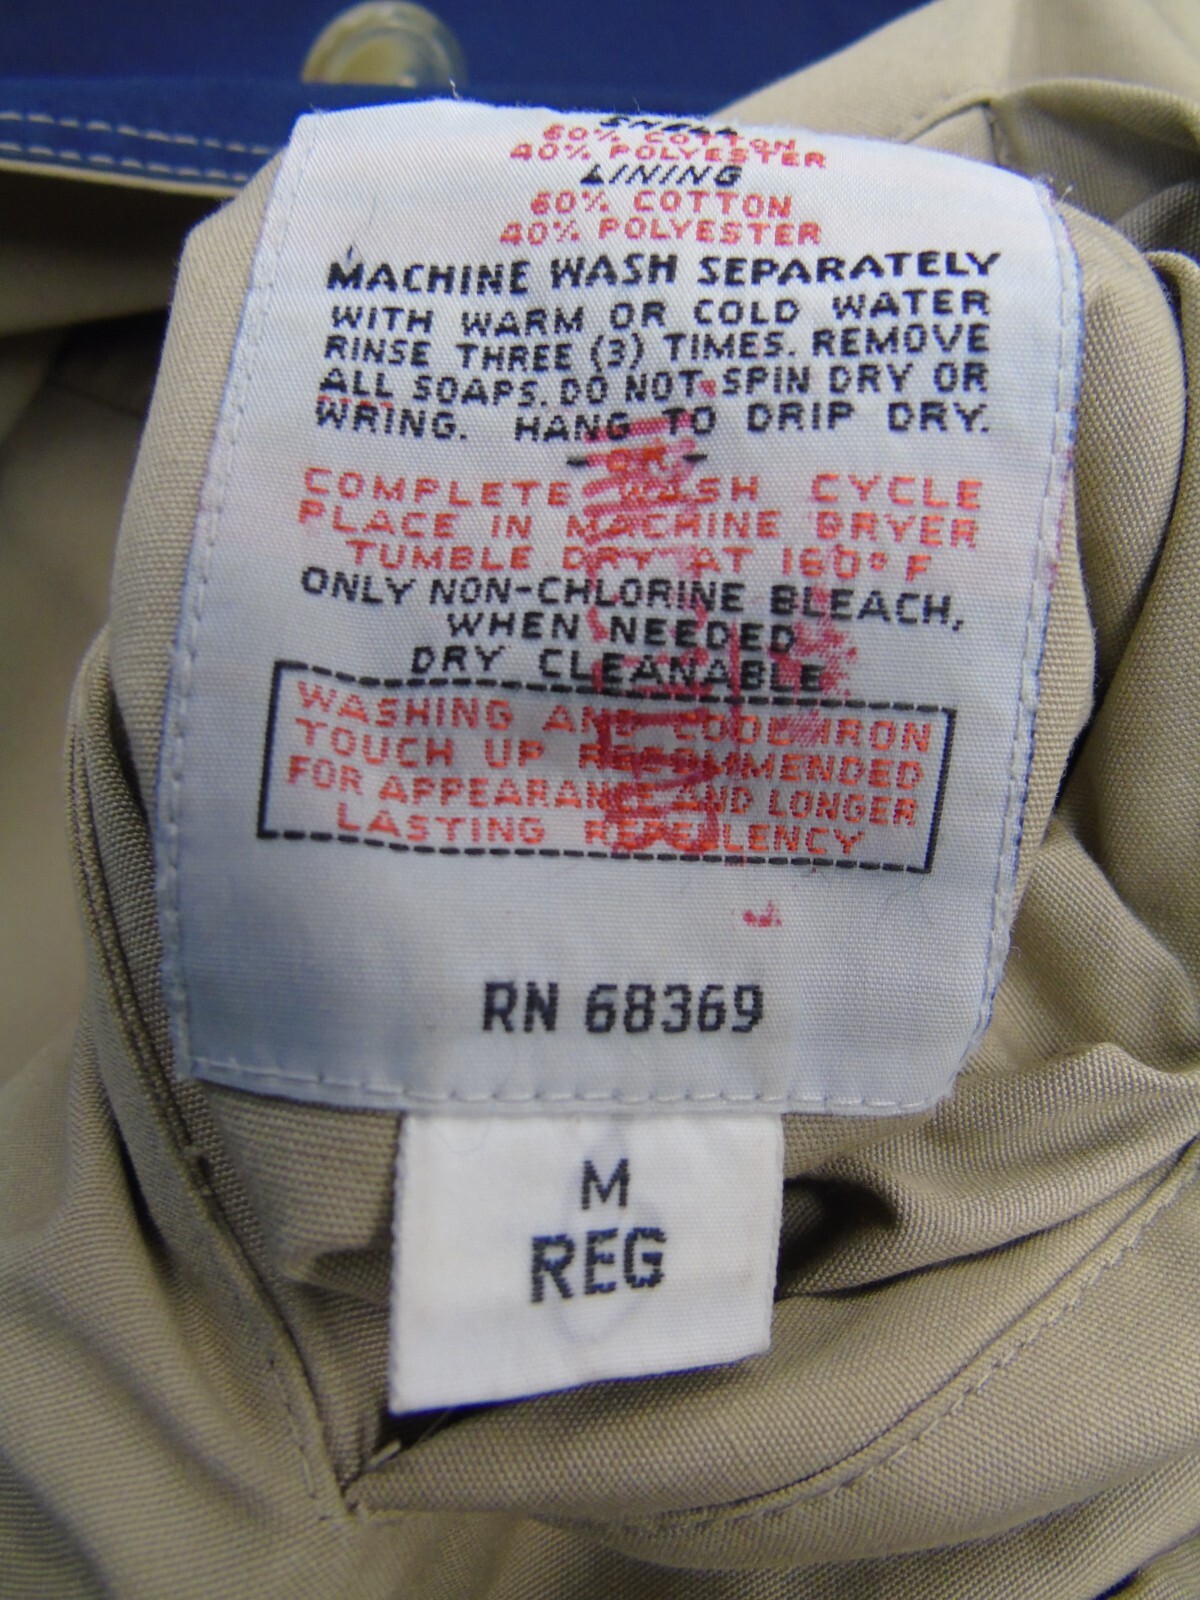 SHELL
60% COTTON
40% POLYESTER
LINING
60% COTTON
40% POLYESTER
MACHINE WASH SEPARATELY
WITH WARM OR COLD WATER
RINSE THREE (3) TIMES. REMOVE
ALL SOAPS. DO NOT SPIN DRY OR
WRING. HANG TO DRIP DRY.
-OR-
COMPLETE WASH CYCLE
PLACE IN MACHINE DRYER
TUMBLE DRY AT 160° F
ONLY NON-CHLORINE BLEACH,
WHEN NEEDED
DRY CLEANABLE
WASHING AND COOL IRON
TOUCH UP RECOMMENDED
FOR APPEARANCE AND LONGER
LASTING REPELLENCY
RN 68369
M
REG